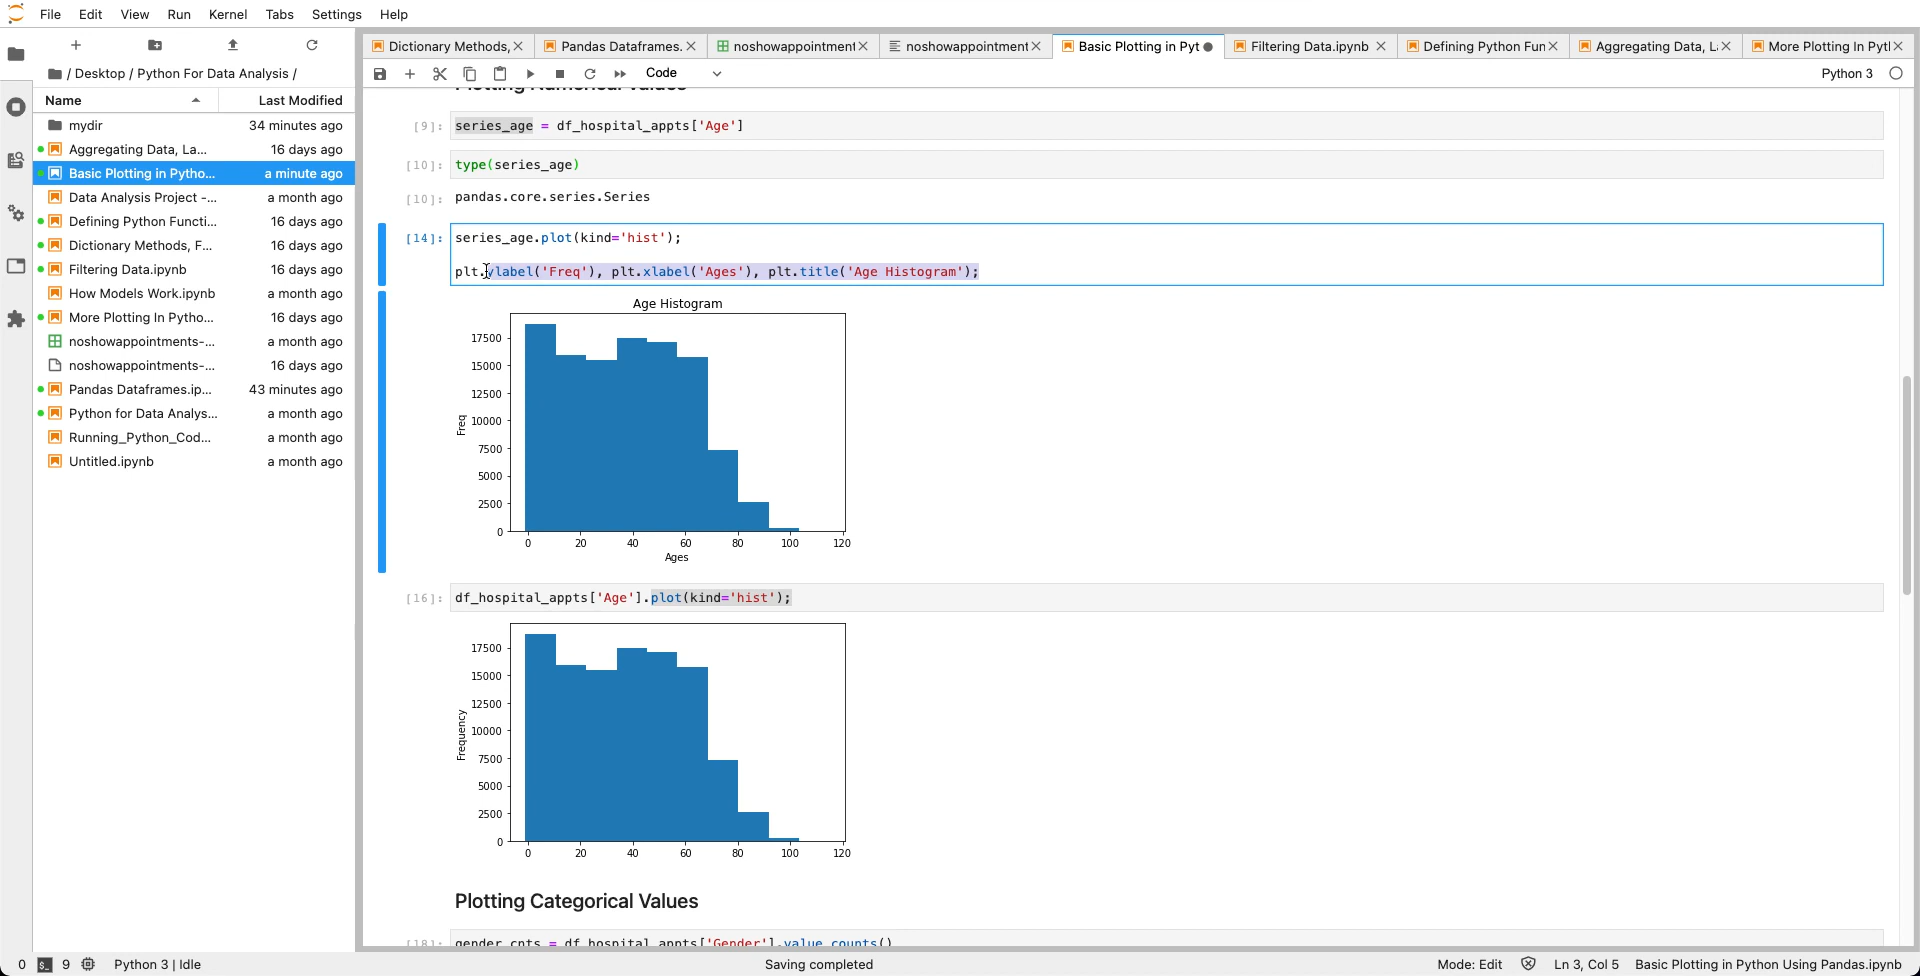 File Edit View Run Kernel Tabs Settings Help
/ Desktop / Python For Data Analysis /
Name Last Modified
mydir 34 minutes ago
Aggregating Data, La... 16 days ago
Basic Plotting in Pytho... a minute ago
Data Analysis Project -... a month ago
Defining Python Functi... 16 days ago
Dictionary Methods, F... 16 days ago
Filtering Data.ipynb 16 days ago
How Models Work.ipynb a month ago
More Plotting In Pytho... 16 days ago
noshowappointments-... a month ago
noshowappointments-... 16 days ago
Pandas Dataframes.ip... 43 minutes ago
Python for Data Analys... a month ago
Running_Python_Cod... a month ago
Untitled.ipynb a month ago
Dictionary Methods, Pandas Dataframes. noshowappointment noshowappointment Basic Plotting in Pyt Filtering Data.ipynb Defining Python Fun Aggregating Data, La More Plotting In Pyt
Code Python 3
Plotting Numerical Values
[9]: series_age = df_hospital_appts['Age']
[10]: type(series_age)
[10]: pandas.core.series.Series
[14]: series_age.plot(kind='hist');
plt.ylabel('Freq'), plt.xlabel('Ages'), plt.title('Age Histogram');
Age Histogram
17500
15000
12500
10000
Freq
7500
5000
2500
0
0 20 40 60 80 100 120
Ages
[16]: df_hospital_appts['Age'].plot(kind='hist');
17500
15000
12500
10000
Frequency
7500
5000
2500
0
0 20 40 60 80 100 120
Plotting Categorical Values
[18]: gender_cnts = df_hospital_appts['Gender'].value_counts()
0 $_ 9 Python 3 | Idle Saving completed Mode: Edit Ln 3, Col 5 Basic Plotting in Python Using Pandas.ipynb